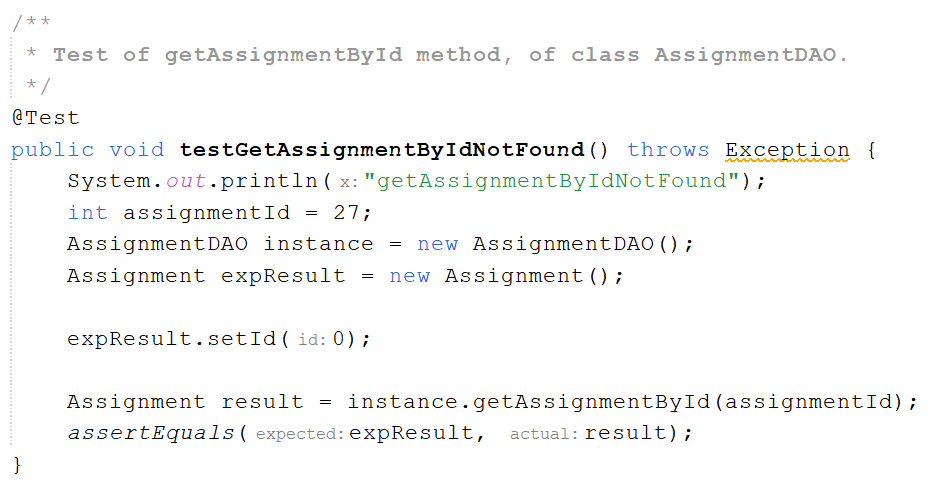 /**
 * Test of getAssignmentById method, of class AssignmentDAO.
 */
@Test
public void testGetAssignmentByIdNotFound() throws Exception {
    System.out.println( x: "getAssignmentByIdNotFound");
    int assignmentId = 27;
    AssignmentDAO instance = new AssignmentDAO();
    Assignment expResult = new Assignment();

    expResult.setId( id: 0);

    Assignment result = instance.getAssignmentById(assignmentId);
    assertEquals( expected: expResult, actual: result);
}